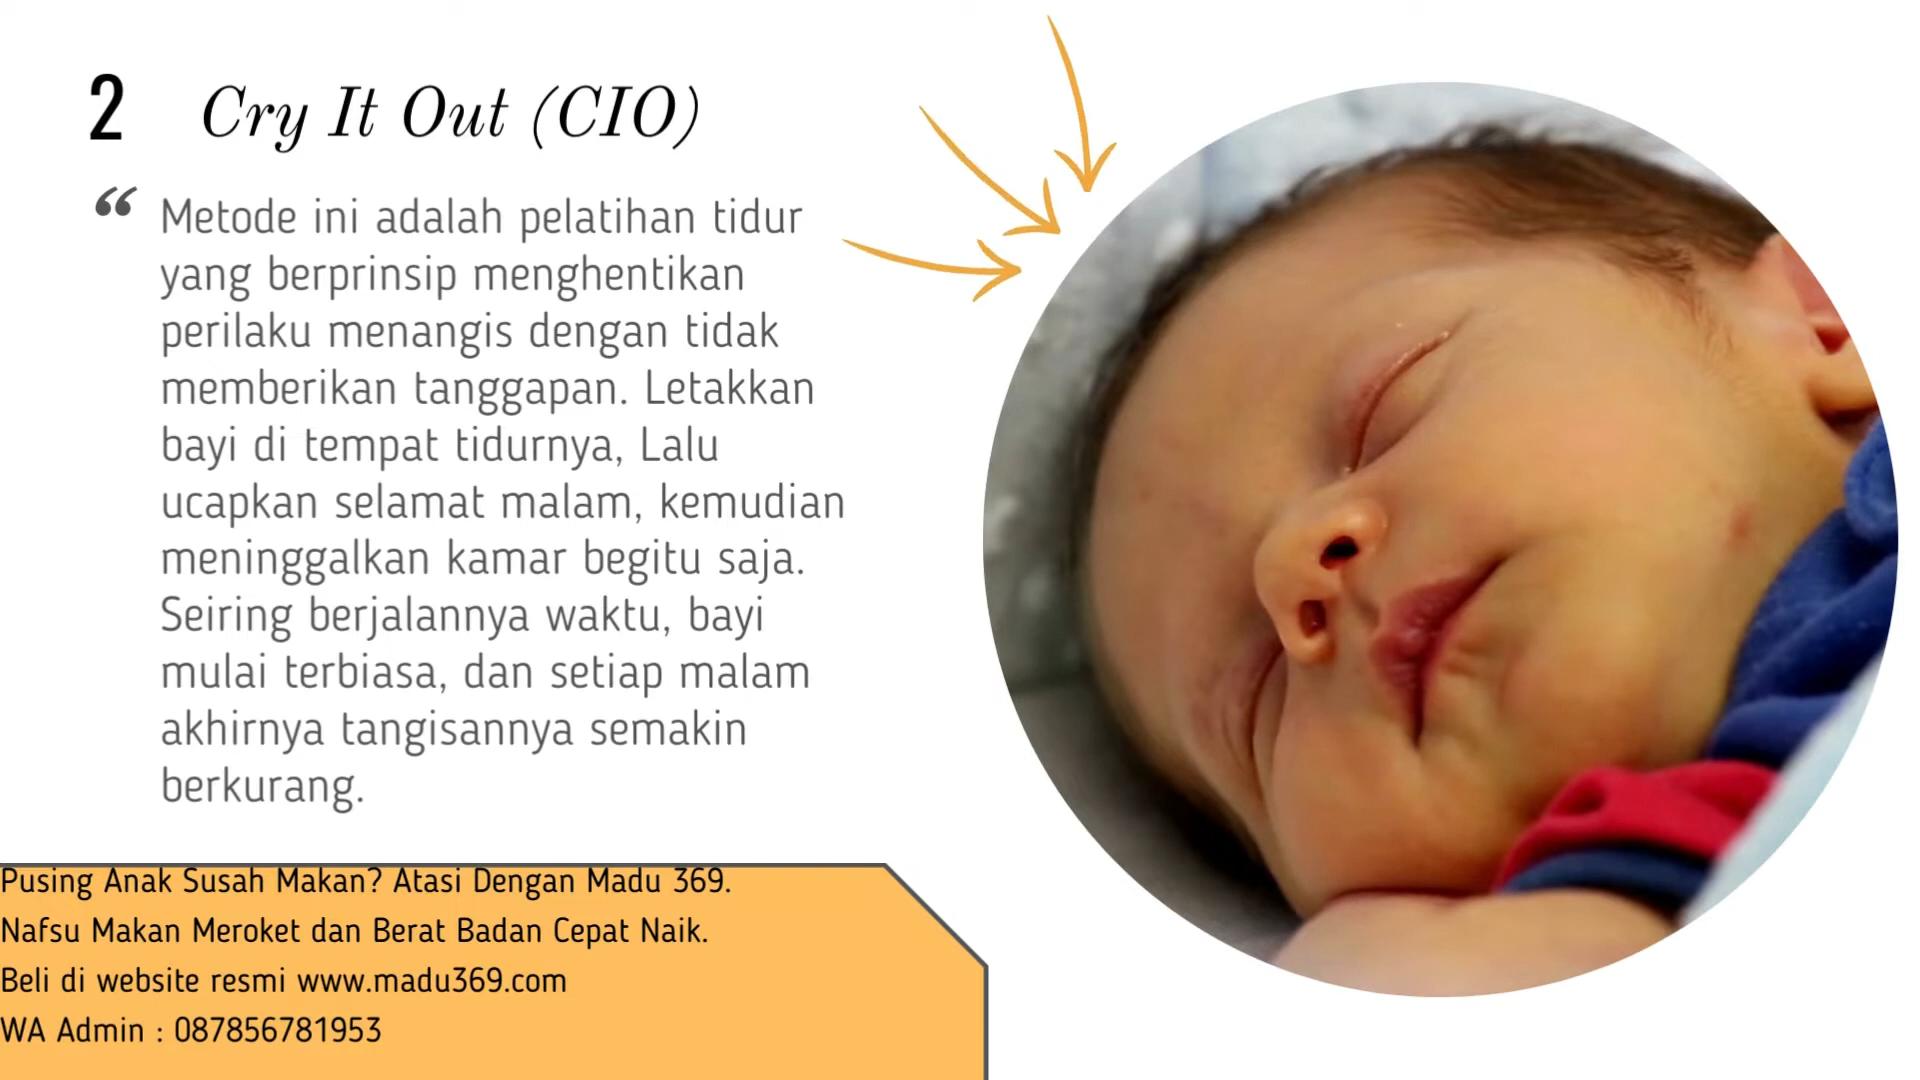 2 Cry It Out (CIO)
“ Metode ini adalah pelatihan tidur
yang berprinsip menghentikan
perilaku menangis dengan tidak
memberikan tanggapan. Letakkan
bayi di tempat tidurnya, Lalu
ucapkan selamat malam, kemudian
meninggalkan kamar begitu saja.
Seiring berjalannya waktu, bayi
mulai terbiasa, dan setiap malam
akhirnya tangisannya semakin
berkurang.
Pusing Anak Susah Makan? Atasi Dengan Madu 369.
Nafsu Makan Meroket dan Berat Badan Cepat Naik.
Beli di website resmi www.madu369.com
WA Admin : 087856781953